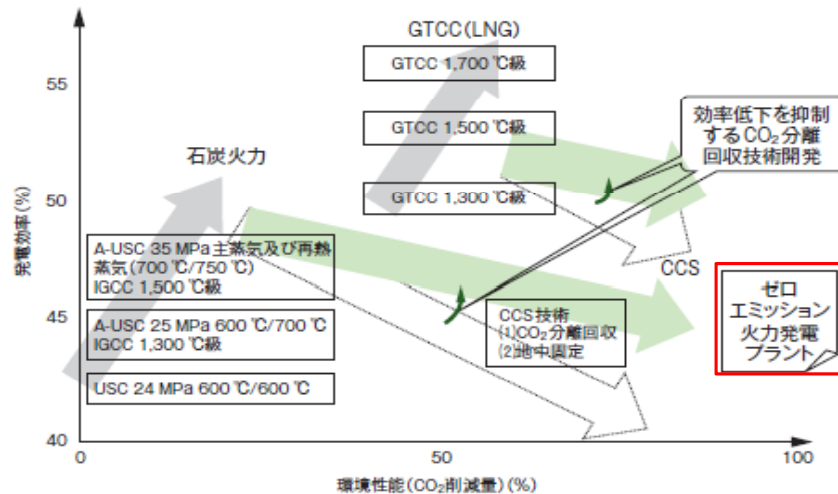 GTCC(LNG)
GTCC 1,700 ℃級
GTCC 1,500 ℃級
GTCC 1,300 ℃級
効率低下を抑制
するCO₂分離
回収技術開発
石炭火力
A-USC 35 MPa 主蒸気及び再熱
蒸気(700 ℃/750 ℃)
IGCC 1,500 ℃級
A-USC 25 MPa 600 ℃/700 ℃
IGCC 1,300 ℃級
USC 24 MPa 600 ℃/600 ℃
CCS
CCS技術
(1)CO₂分離回収
(2)地中固定
ゼロ
エミッション
火力発電
プラント
発電効率(%)
55
50
45
40
0
50
100
環境性能(CO₂削減量)(%)